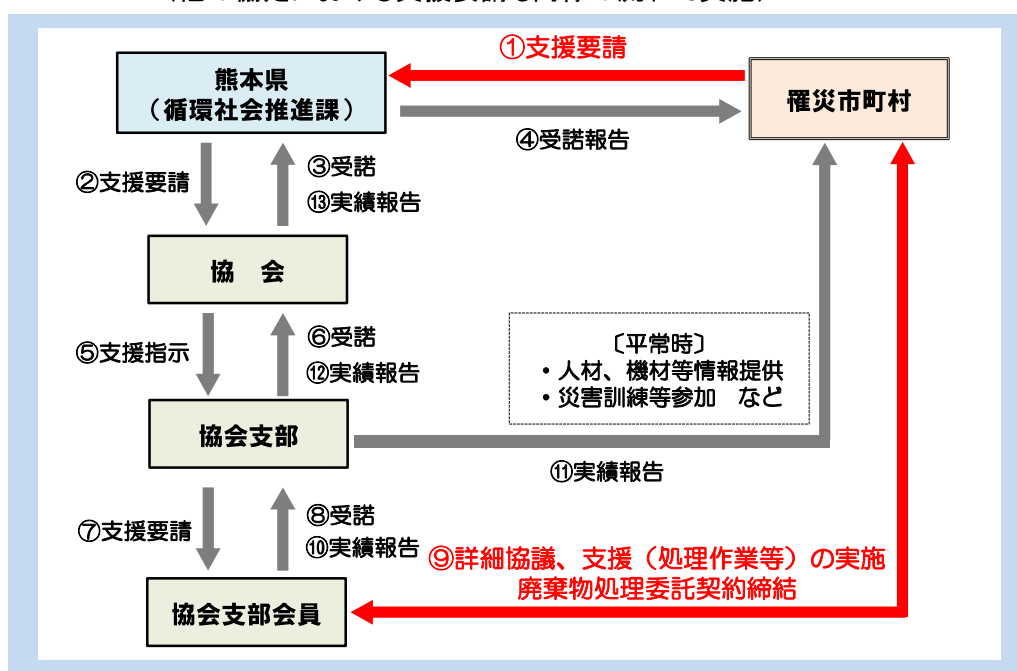 ①支援要請
熊本県
（循環社会推進課）
罹災市町村
④受諾報告
②支援要請
③受諾
⑬実績報告
協　会
⑤支援指示
⑥受諾
⑫実績報告
〔平常時〕
・人材、機材等情報提供
・災害訓練等参加　など
協会支部
⑪実績報告
⑦支援要請
⑧受諾
⑩実績報告
⑨詳細協議、支援（処理作業等）の実施
廃棄物処理委託契約締結
協会支部会員